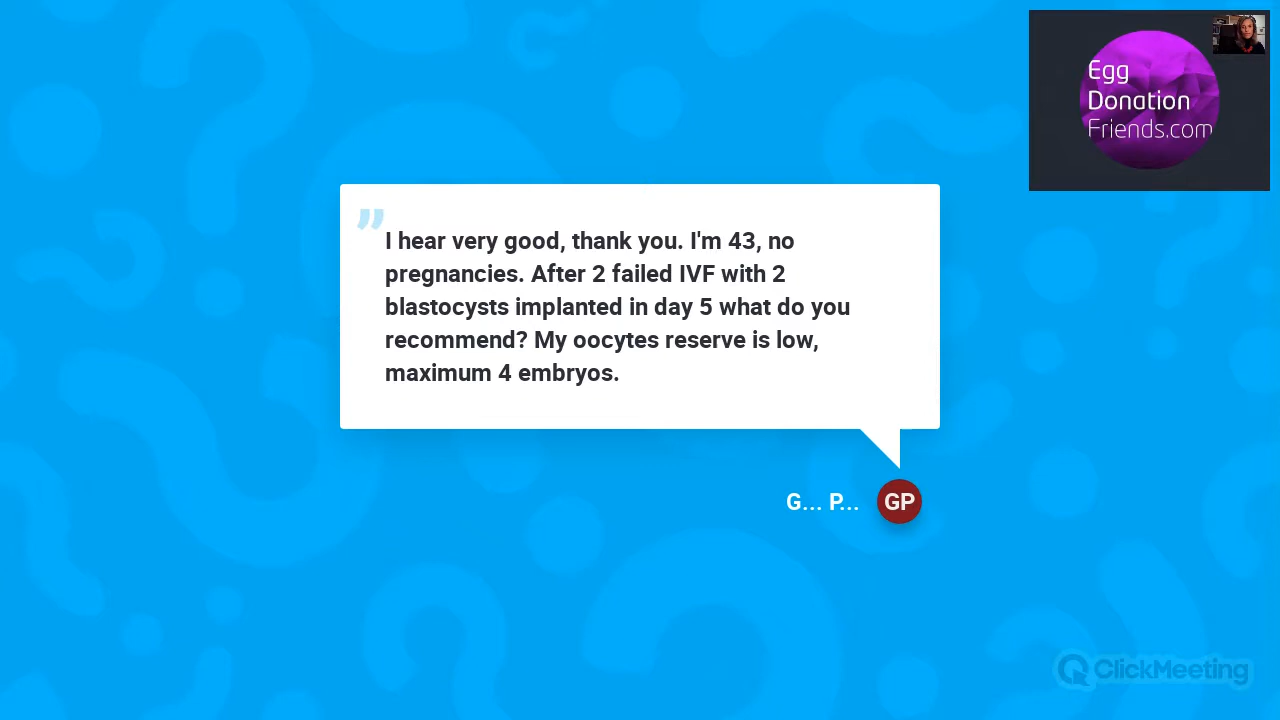 Egg
Donation
Friends.com
”
I hear very good, thank you. I'm 43, no
pregnancies. After 2 failed IVF with 2
blastocysts implanted in day 5 what do you
recommend? My oocytes reserve is low,
maximum 4 embryos.
G... P... GP
ClickMeeting